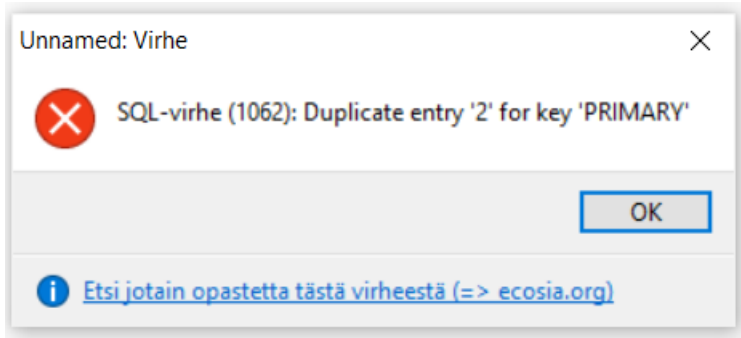 Unnamed: Virhe
SQL-virhe (1062): Duplicate entry '2' for key 'PRIMARY'
OK
Etsi jotain opastetta tästä virheestä (=> ecosia.org)